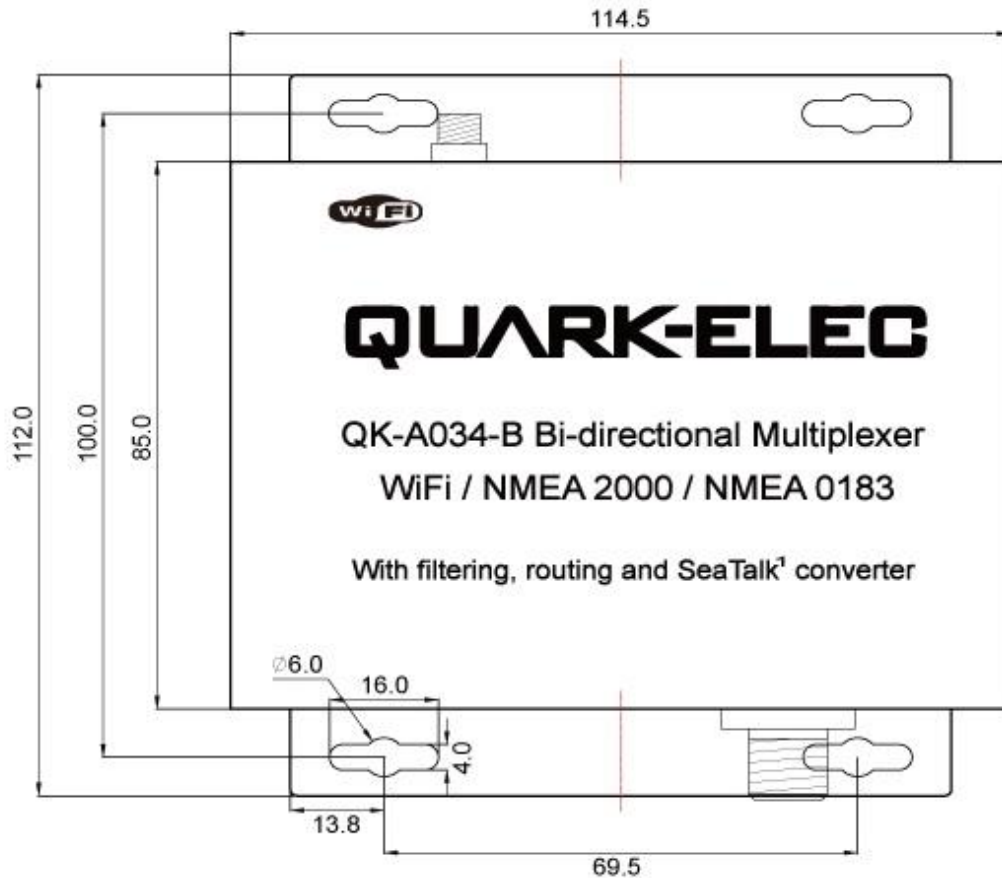 114.5
WiFi
QUARK-ELEC
112.0
100.0
85.0
QK-A034-B Bi-directional Multiplexer
WiFi / NMEA 2000 / NMEA 0183
With filtering, routing and SeaTalk¹ converter
∅6.0
16.0
4.0
13.8
69.5